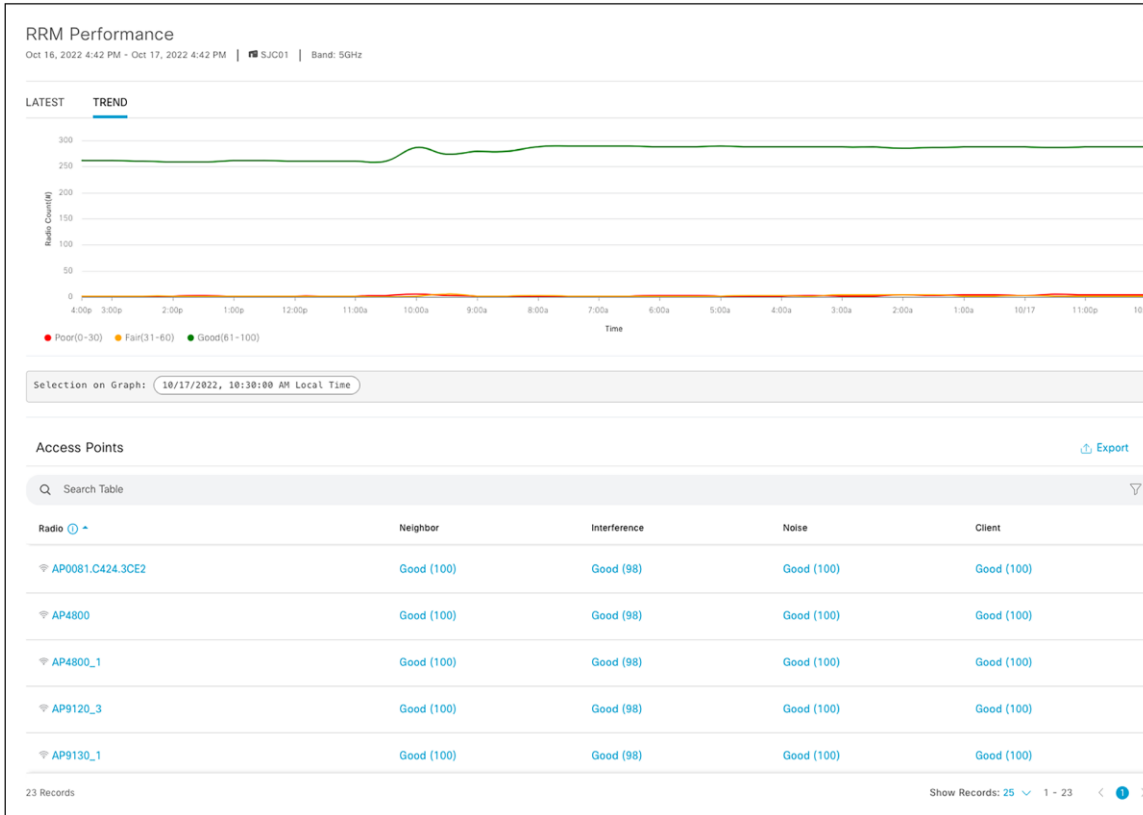 RRM Performance
Oct 16, 2022 4:42 PM - Oct 17, 2022 4:42 PM | SJC01 | Band: 5GHz
LATEST TREND
300
250
200
150
100
50
0
Radio Count(#)
4:00p 3:00p 2:00p 1:00p 12:00p 11:00a 10:00a 9:00a 8:00a 7:00a 6:00a 5:00a 4:00a 3:00a 2:00a 1:00a 10/17 11:00p 10
Time
Poor(0-30) Fair(31-60) Good(61-100)
Selection on Graph: 10/17/2022, 10:30:00 AM Local Time
Access Points Export
Search Table
Radio Neighbor Interference Noise Client
AP0081.C424.3CE2 Good (100) Good (98) Good (100) Good (100)
AP4800 Good (100) Good (98) Good (100) Good (100)
AP4800_1 Good (100) Good (98) Good (100) Good (100)
AP9120_3 Good (100) Good (98) Good (100) Good (100)
AP9130_1 Good (100) Good (98) Good (100) Good (100)
23 Records Show Records: 25 1 - 23 1